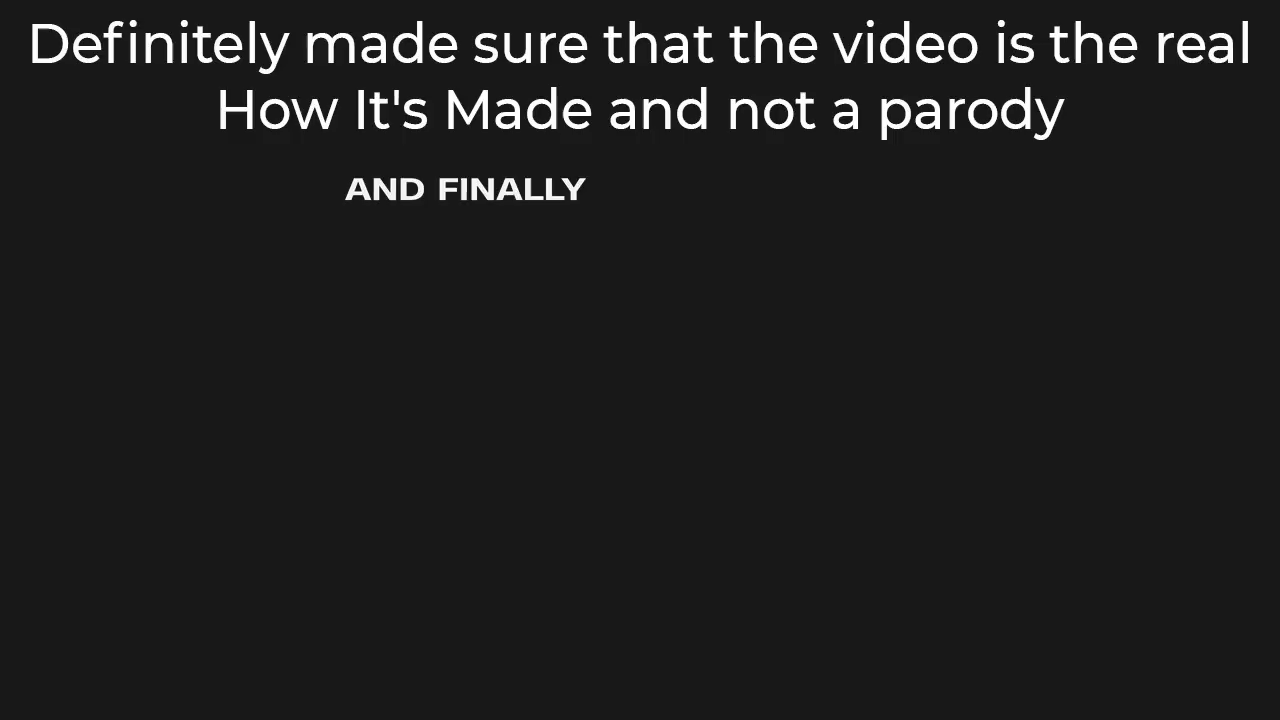 Definitely made sure that the video is the real
How It's Made and not a parody
AND FINALLY